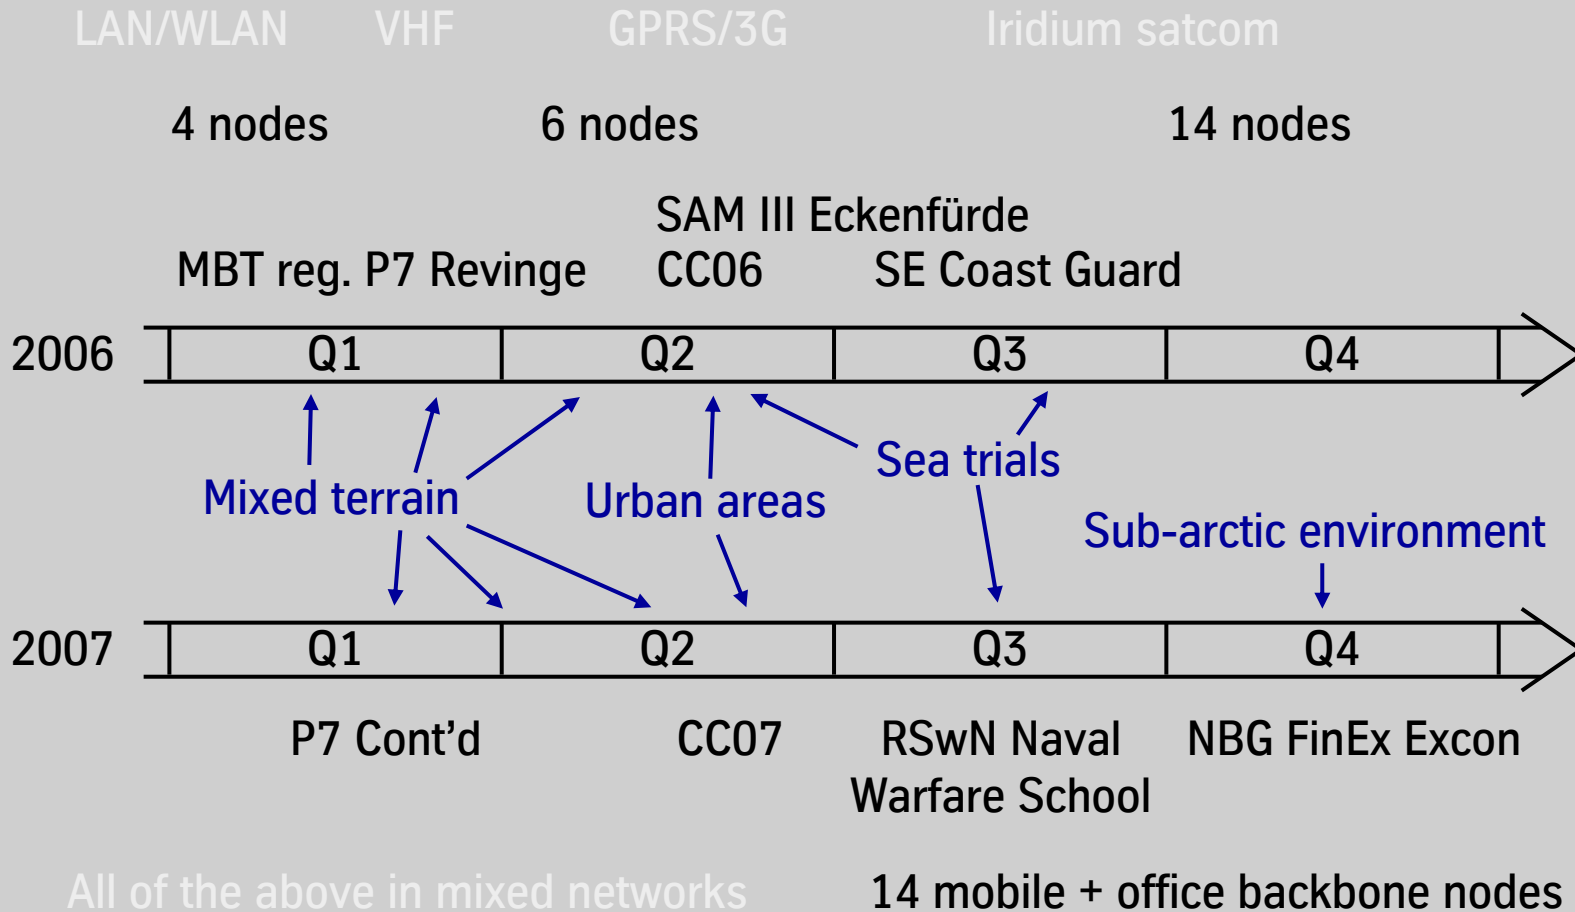 LAN/WLAN VHF GPRS/3G Iridium satcom
4 nodes 6 nodes 14 nodes
SAM III Eckenfürde
MBT reg. P7 Revinge CC06 SE Coast Guard
2006 Q1 Q2 Q3 Q4
Sea trials
Mixed terrain Urban areas
Sub-arctic environment
2007 Q1 Q2 Q3 Q4
P7 Cont’d CC07 RSwN Naval NBG FinEx Excon
Warfare School
All of the above in mixed networks 14 mobile + office backbone nodes